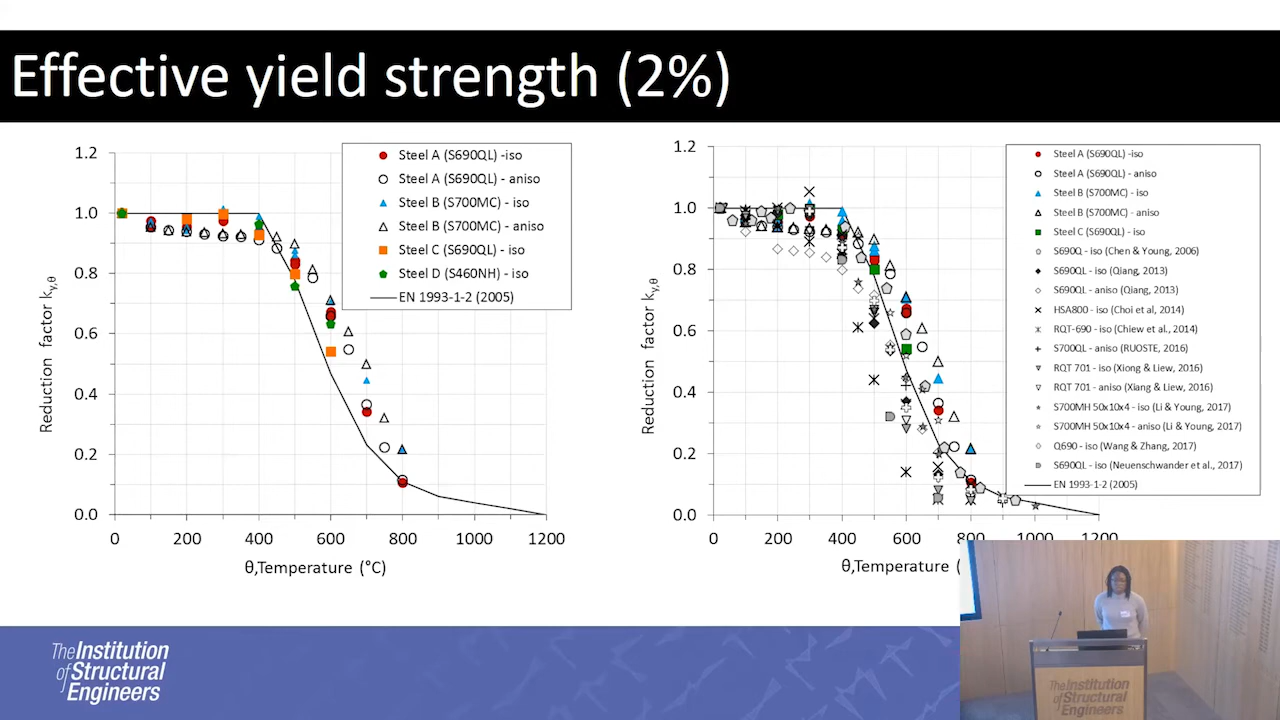 Effective yield strength (2%)
1.2
1.0
0.8
0.6
0.4
0.2
0.0
0
200
400
600
800
1000
1200
Reduction factor ky,θ
θ,Temperature (°C)
Steel A (S690QL) -iso
Steel A (S690QL) - aniso
Steel B (S700MC) - iso
Steel B (S700MC) - aniso
Steel C (S690QL) - iso
Steel D (S460NH) - iso
EN 1993-1-2 (2005)
1.2
1.0
0.8
0.6
0.4
0.2
0.0
0
200
400
600
800
1000
1200
Reduction factor ky,θ
θ,Temperature (
Steel A (S690QL) -iso
Steel A (S690QL) - aniso
Steel B (S700MC) - iso
Steel B (S700MC) - aniso
Steel C (S690QL) - iso
S690Q - iso (Chen & Young, 2006)
S690QL - iso (Qiang, 2013)
S690QL - aniso (Qiang, 2013)
HSA800 - iso (Choi et al, 2014)
RQT-690 - iso (Chiew et al., 2014)
S700QL - aniso (RUOSTE, 2016)
RQT 701 - iso (Xiong & Liew, 2016)
RQT 701 - aniso (Xiang & Liew, 2016)
S700MH 50x10x4 - iso (Li & Young, 2017)
S700MH 50x10x4 - aniso (Li & Young, 2017)
Q690 - iso (Wang & Zhang, 2017)
S690QL - iso (Neuenschwander et al., 2017)
EN 1993-1-2 (2005)
The Institution
of Structural
Engineers
The Institution
of Structural
Engineers